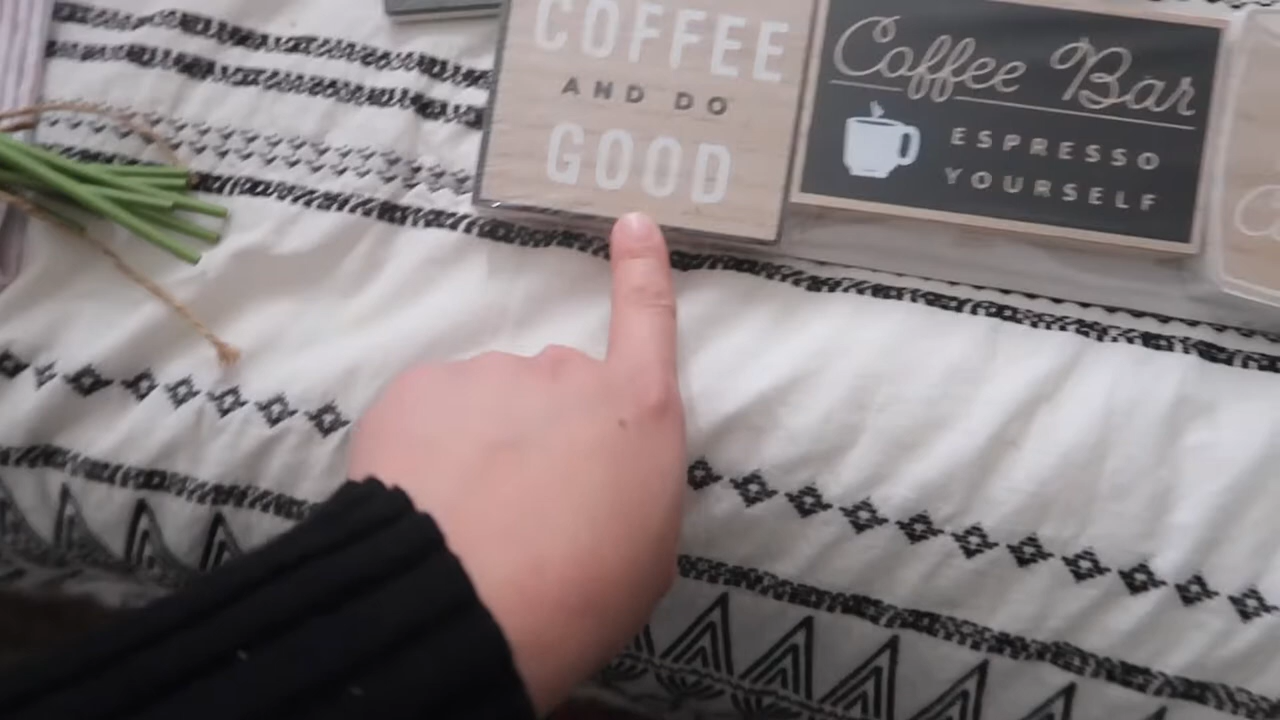 COFFEE
AND DO
GOOD
Coffee Bar
ESPRESSO
YOURSELF